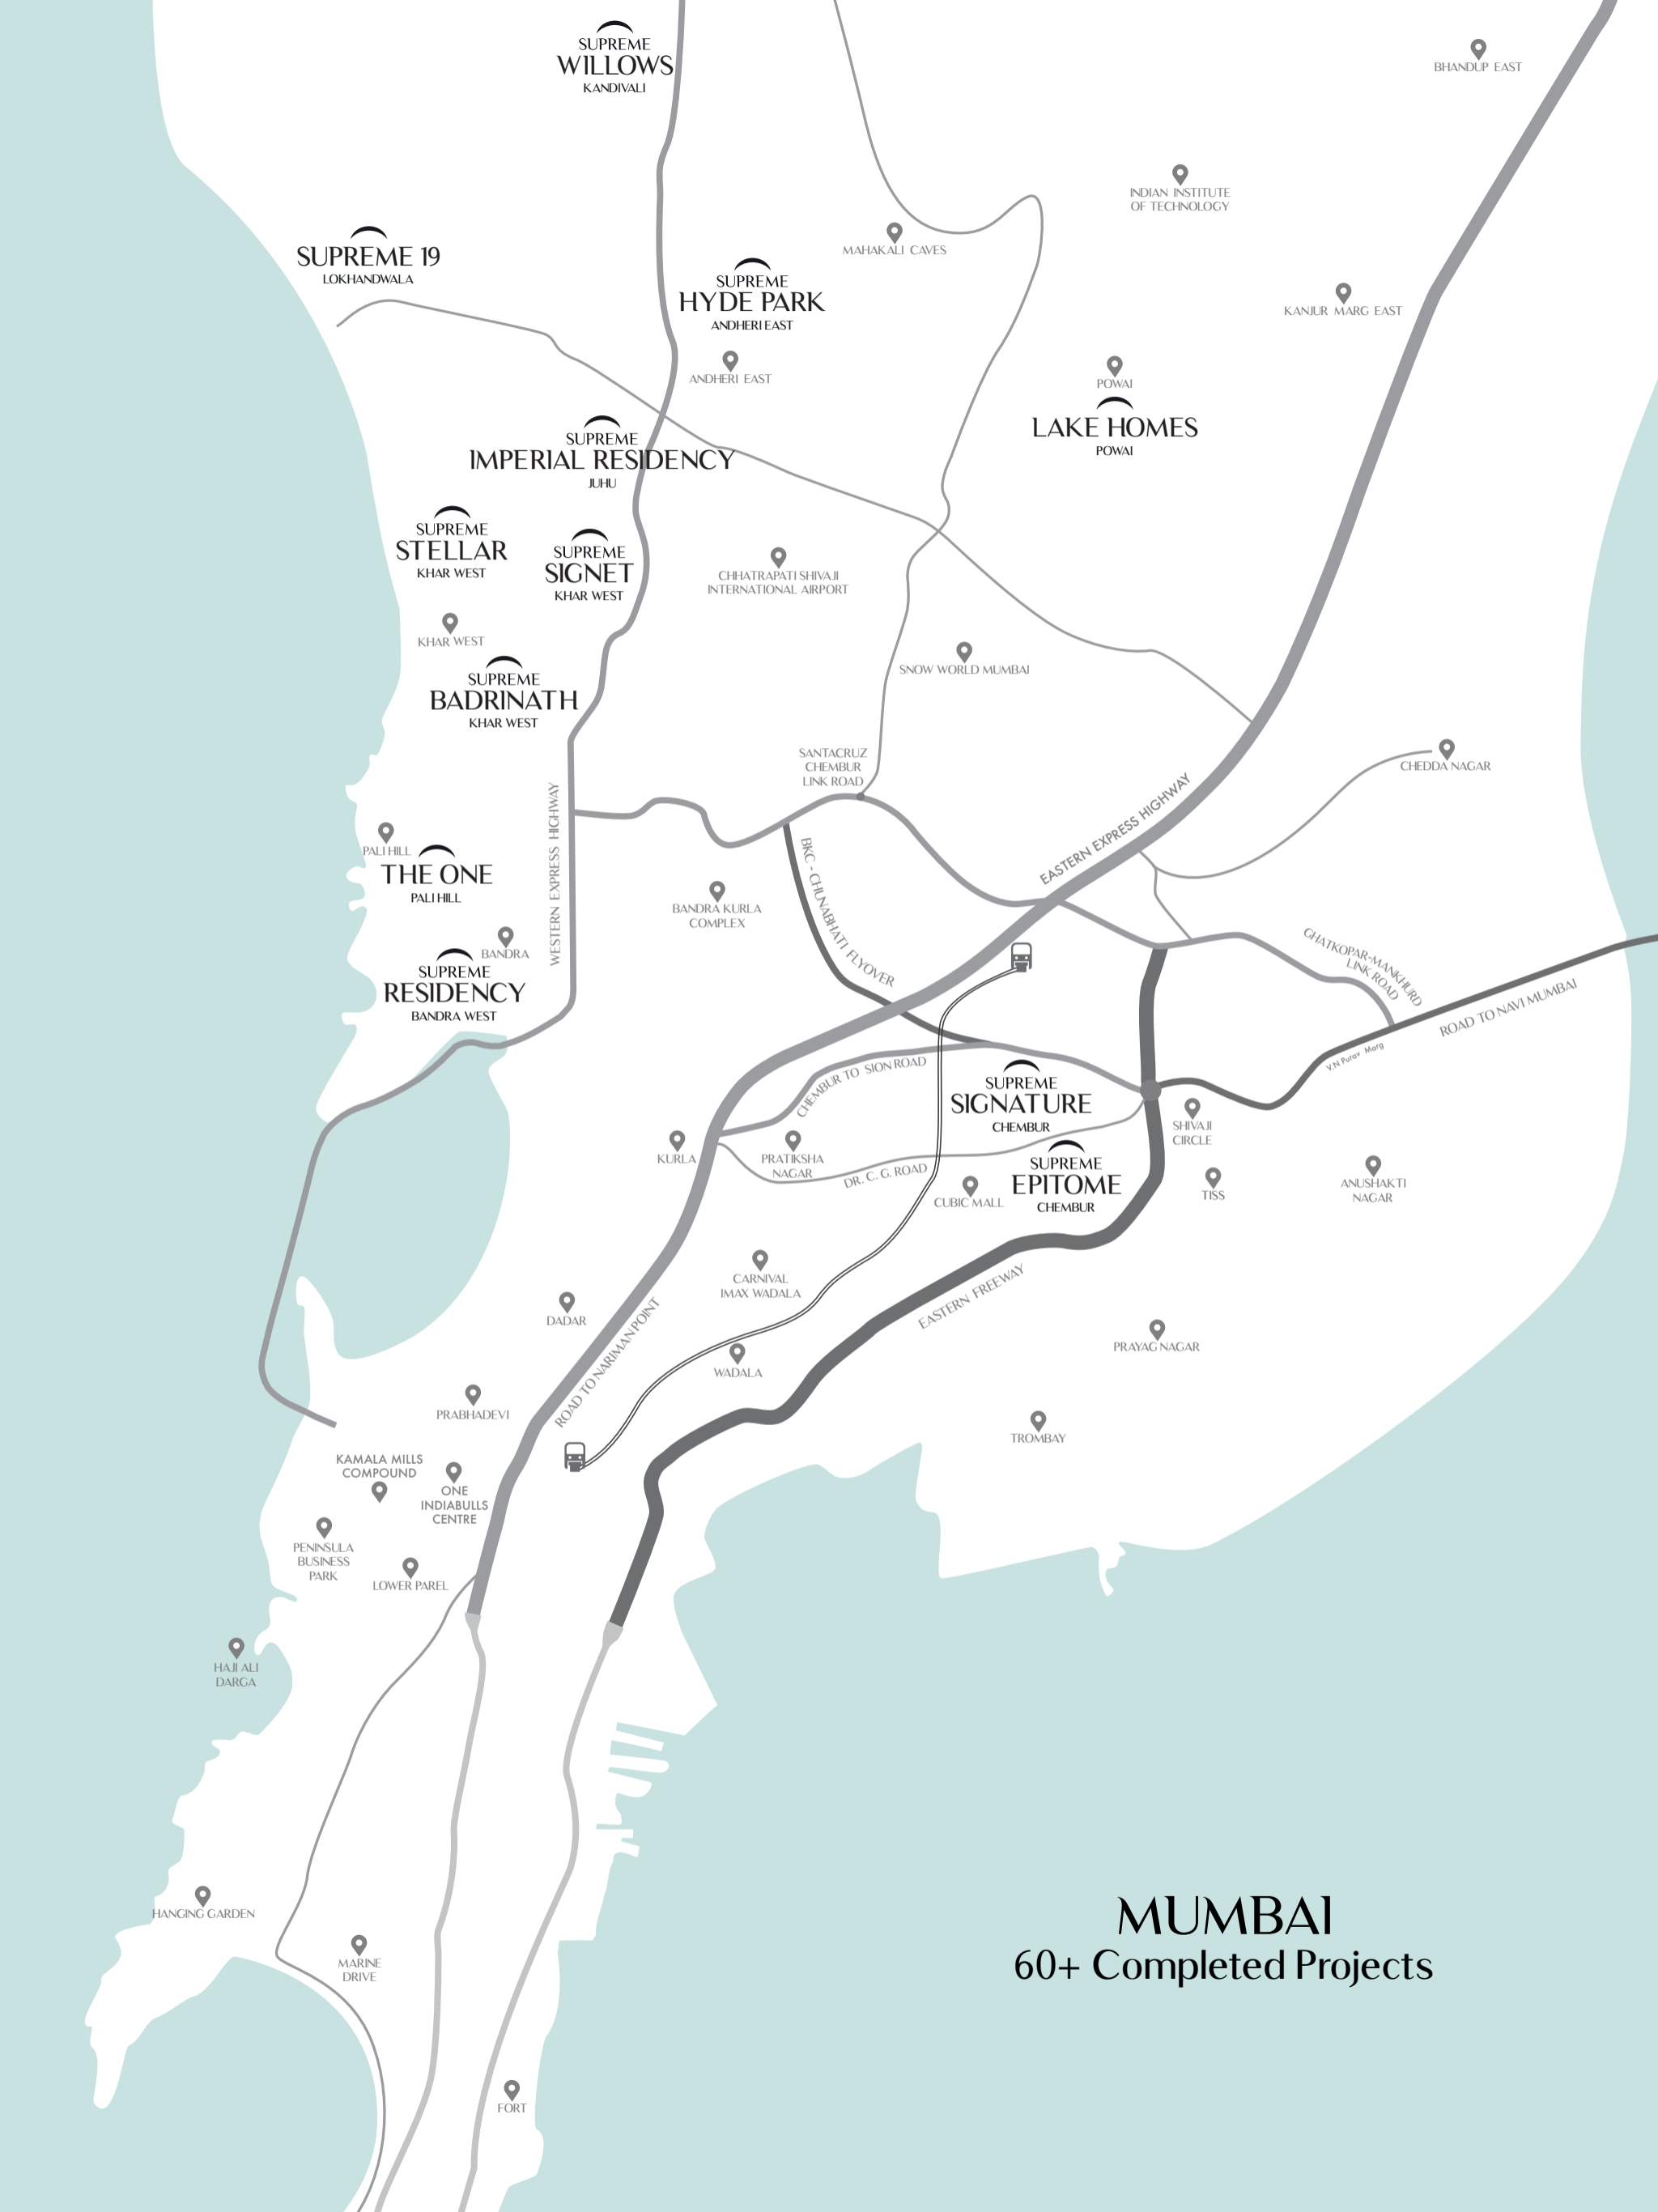 SUPREME
WILLOWS
KANDIVALI
BHANDUP EAST
INDIAN INSTITUTE
OF TECHNOLOGY
MAHAKALI CAVES
SUPREME 19
LOKHANDWALA
SUPREME
HYDE PARK
ANDHERI EAST
KANJUR MARG EAST
ANDHERI EAST
POWAI
LAKE HOMES
POWAI
SUPREME
IMPERIAL RESIDENCY
JUHU
SUPREME
STELLAR
KHAR WEST
SUPREME
SIGNET
KHAR WEST
CHHATRAPATI SHIVAJI
INTERNATIONAL AIRPORT
KHAR WEST
SNOW WORLD MUMBAI
SUPREME
BADRINATH
KHAR WEST
SANTACRUZ
CHEMBUR
LINK ROAD
CHEDDA NAGAR
WESTERN EXPRESS HIGHWAY
EASTERN EXPRESS HIGHWAY
PALI HILL
THE ONE
PALI HILL
BKC - CHUNABHATI FLYOVER
BANDRA KURLA
COMPLEX
BANDRA
SUPREME
RESIDENCY
BANDRA WEST
GHATKOPAR-MANKHURD
LINK ROAD
ROAD TO NAVI MUMBAI
V.N.Purav Marg
CHEMBUR TO SION ROAD
SUPREME
SIGNATURE
CHEMBUR
SHIVAJI
CIRCLE
KURLA
PRATIKSHA
NAGAR
DR. C. G. ROAD
SUPREME
EPITOME
CHEMBUR
CUBIC MALL
TISS
ANUSHAKTI
NAGAR
CARNIVAL
IMAX WADALA
EASTERN FREEWAY
DADAR
ROAD TO NARIMAN POINT
PRAYAG NAGAR
WADALA
PRABHADEVI
TROMBAY
KAMALA MILLS
COMPOUND
ONE
INDIABULLS
CENTRE
PENINSULA
BUSINESS
PARK
LOWER PAREL
HAJI ALI
DARGA
HANGING GARDEN
MARINE
DRIVE
MUMBAI
60+ Completed Projects
FORT